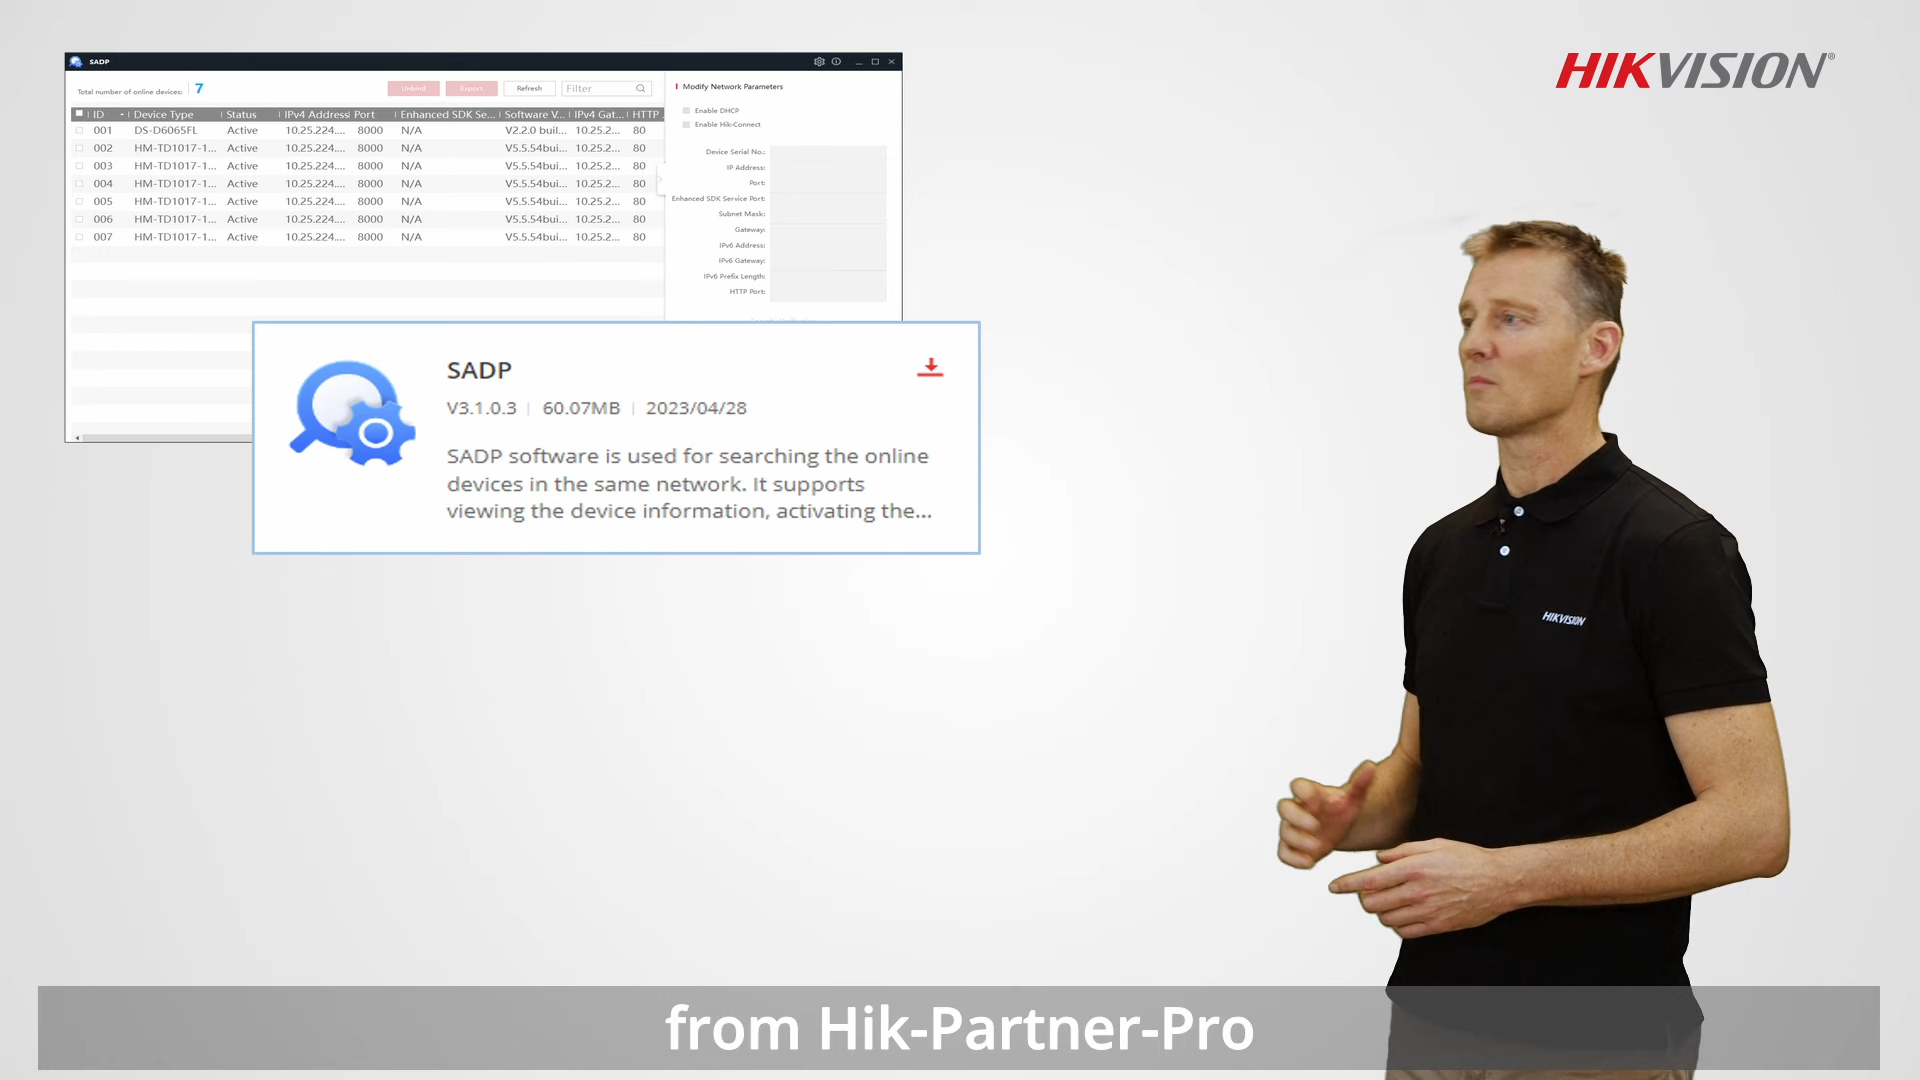 SADP
HIKVISION®
Total number of online devices: 7
Unbind
Export
Refresh
Filter
ID Device Type Status IPv4 Address Port Enhanced SDK Se... Software V... IPv4 Gat... HTTP
001 DS-D6065FL Active 10.25.224.... 8000 N/A V2.2.0 buil... 10.25.2... 80
002 HM-TD1017-1... Active 10.25.224.... 8000 N/A V5.5.54bui... 10.25.2... 80
003 HM-TD1017-1... Active 10.25.224.... 8000 N/A V5.5.54bui... 10.25.2... 80
004 HM-TD1017-1... Active 10.25.224.... 8000 N/A V5.5.54bui... 10.25.2... 80
005 HM-TD1017-1... Active 10.25.224.... 8000 N/A V5.5.54bui... 10.25.2... 80
006 HM-TD1017-1... Active 10.25.224.... 8000 N/A V5.5.54bui... 10.25.2... 80
007 HM-TD1017-1... Active 10.25.224.... 8000 N/A V5.5.54bui... 10.25.2... 80
Modify Network Parameters
Enable DHCP
Enable Hik-Connect
Device Serial No.:
IP Address:
Port:
Enhanced SDK Service Port:
Subnet Mask:
Gateway:
IPv6 Address:
IPv6 Gateway:
IPv6 Prefix Length:
HTTP Port:
SADP
V3.1.0.3 | 60.07MB | 2023/04/28
SADP software is used for searching the online
devices in the same network. It supports
viewing the device information, activating the...
HIKVISION
from Hik-Partner-Pro